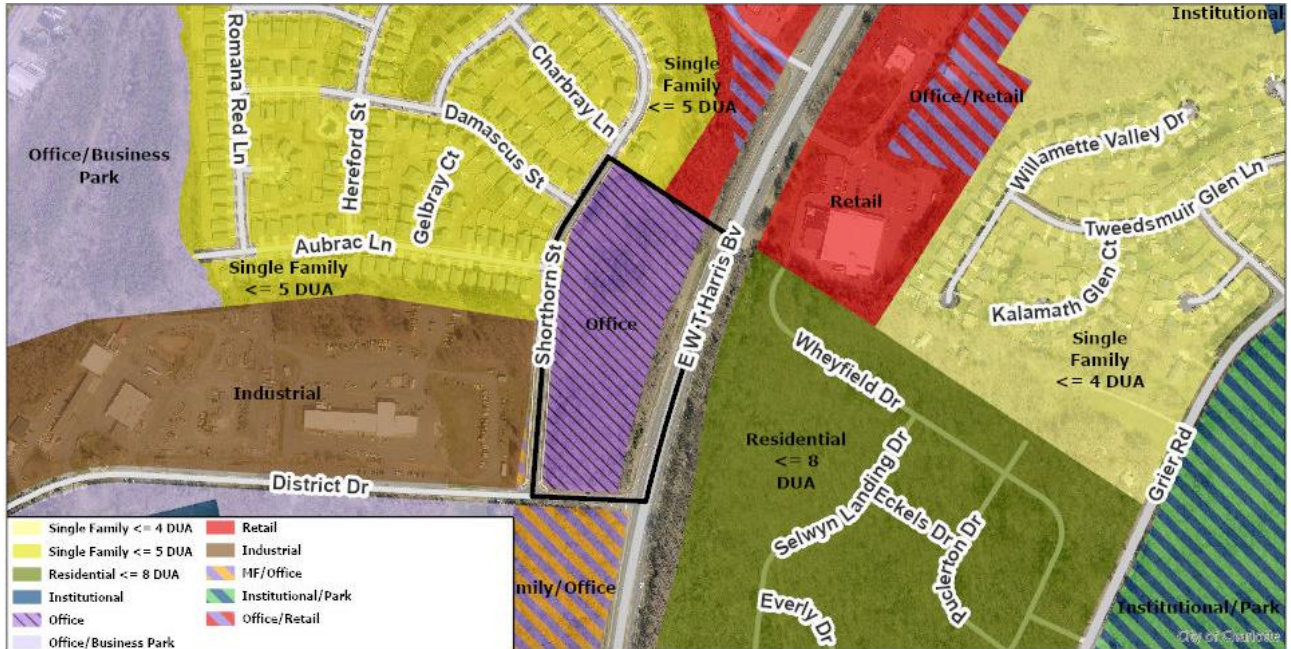 Institutional
Romana Red Ln
Hereford St
Charbray Ln
Single
Family
<= 5 DUA
Damascus St
Gelbray Ct
Office/Business
Park
Office/Retail
Willamette Valley Dr
Tweedsmuir Glen Ln
Retail
Aubrac Ln
Single Family
<= 5 DUA
Kalamath Glen Ct
Shorthorn St
Office
E W T Harris Bv
Single
Family
<= 4 DUA
Wheyfield Dr
Industrial
Residential
<= 8
DUA
Grier Rd
District Dr
Selwyn Landing Dr
Eckels Dr
Punclerton Dr
Everly Dr
mily/Office
Institutional/Park
City of Charlotte
Single Family <= 4 DUA
Single Family <= 5 DUA
Residential <= 8 DUA
Institutional
Office
Office/Business Park
Retail
Industrial
MF/Office
Institutional/Park
Office/Retail